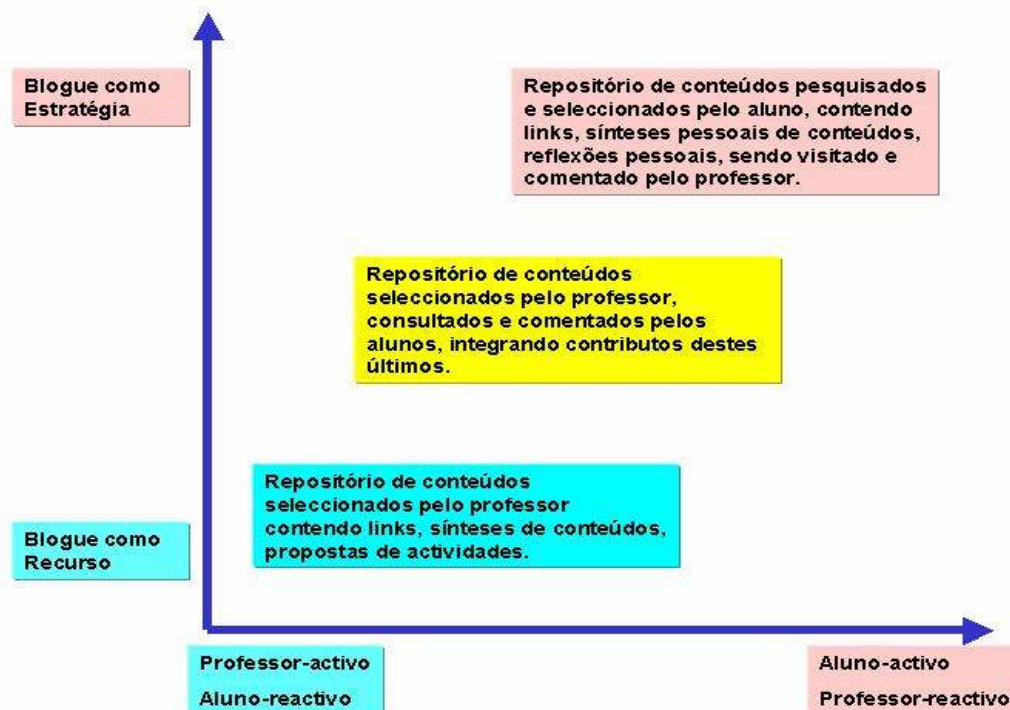 Blogue como
Estratégia
Repositório de conteúdos pesquisados
e seleccionados pelo aluno, contendo
links, sínteses pessoais de conteúdos,
reflexões pessoais, sendo visitado e
comentado pelo professor.
Repositório de conteúdos
seleccionados pelo professor,
consultados e comentados pelos
alunos, integrando contributos destes
últimos.
Repositório de conteúdos
seleccionados pelo professor
contendo links, sínteses de conteúdos,
propostas de actividades.
Blogue como
Recurso
Professor-activo
Aluno-reactivo
Aluno-activo
Professor-reactivo